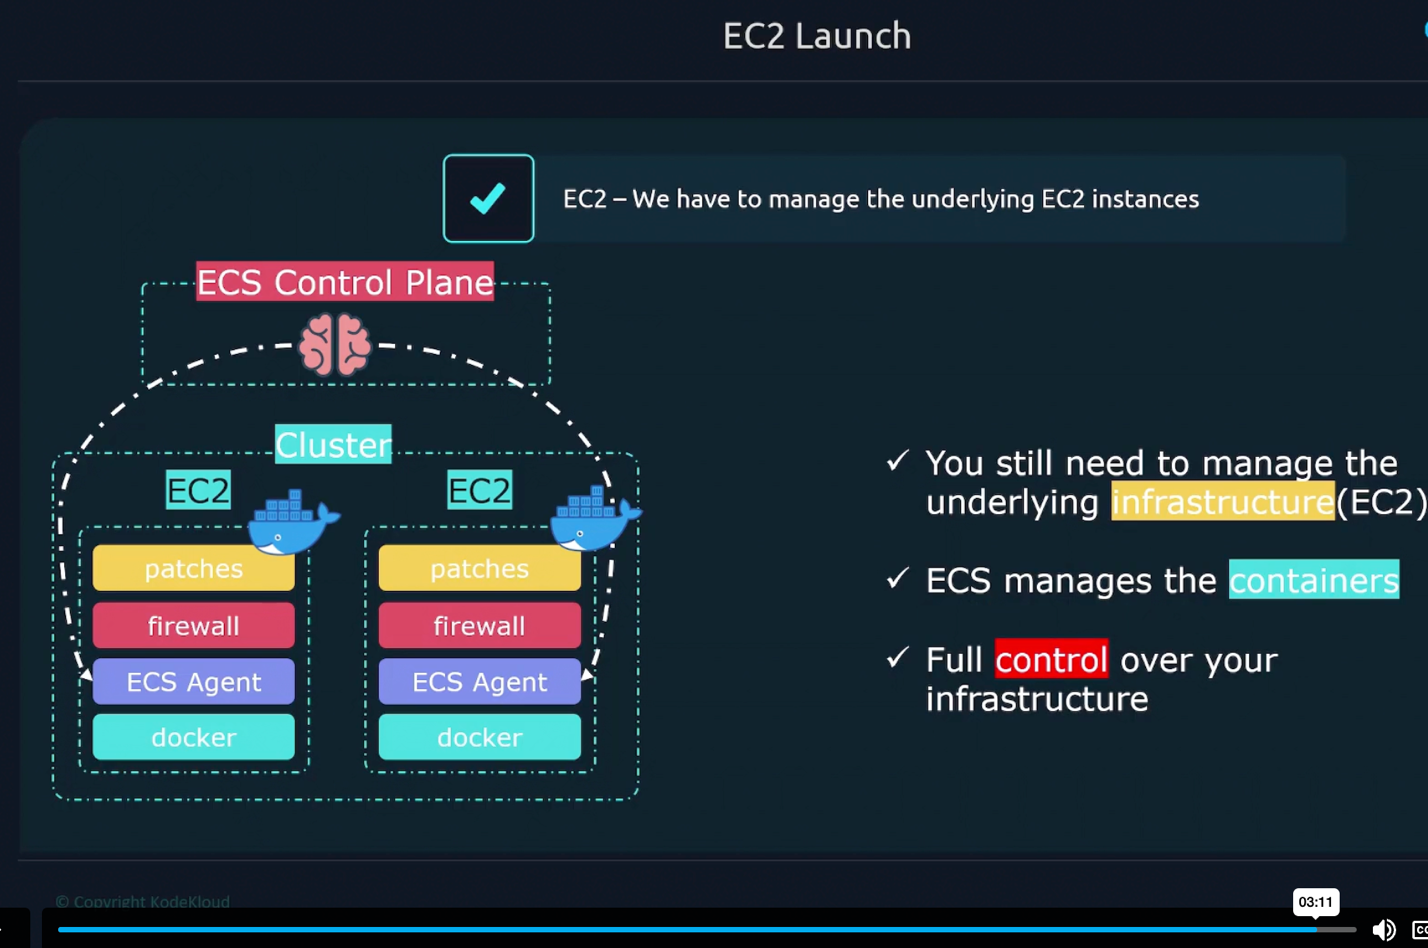 EC2 Launch
EC2 – We have to manage the underlying EC2 instances
ECS Control Plane
Cluster
EC2
EC2
patches
patches
firewall
firewall
ECS Agent
ECS Agent
docker
docker
✓ You still need to manage the
underlying infrastructure(EC2)
✓ ECS manages the containers
✓ Full control over your
infrastructure
© Copyright KodeKloud
03:11